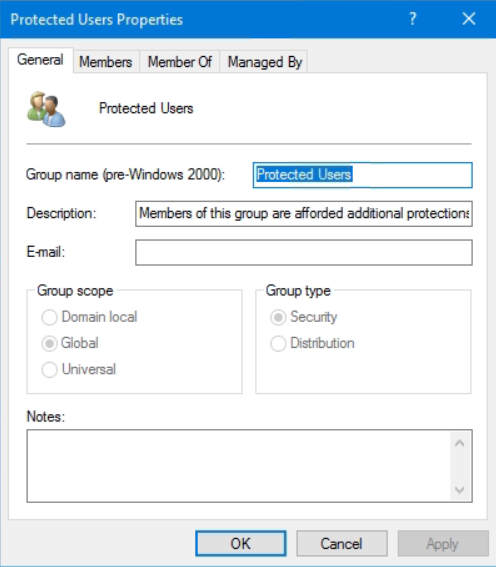 Protected Users Properties ? ×
General Members Member Of Managed By
Protected Users
Group name (pre-Windows 2000): Protected Users
Description: Members of this group are afforded additional protections
E-mail:
Group scope Group type
Domain local Security
Global Distribution
Universal
Notes:
OK Cancel Apply